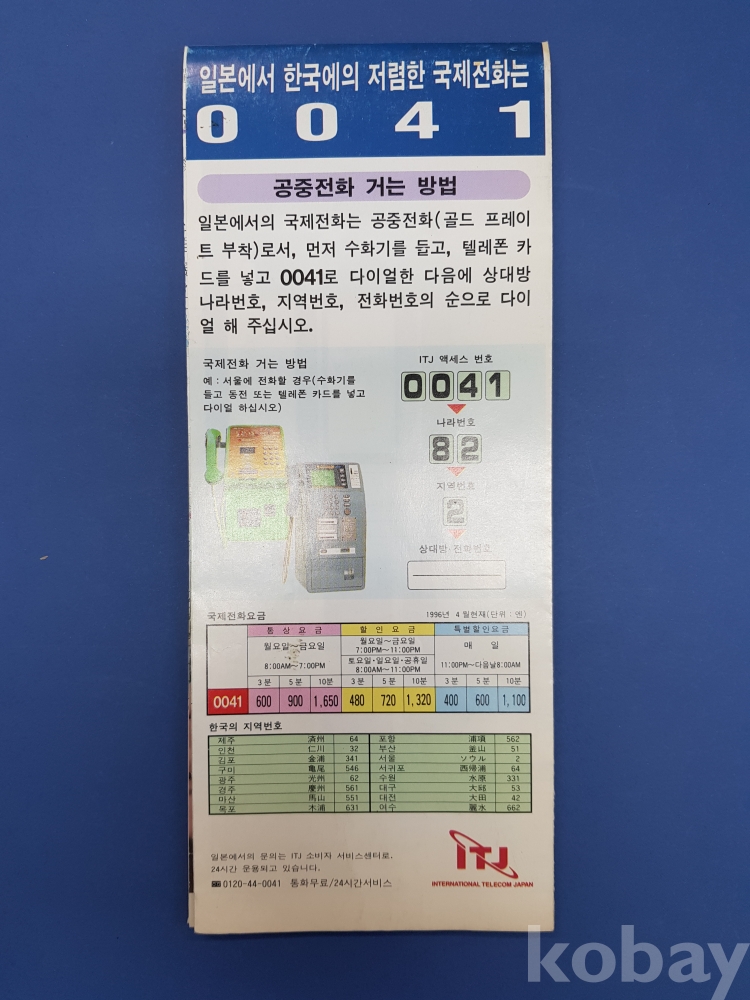 일본에서 한국에의 저렴한 국제전화는
0041
공중전화 거는 방법
일본에서의 국제전화는 공중전화(골드 프레이
트 부착)로서, 먼저 수화기를 들고, 텔레폰 카
드를 넣고 0041로 다이얼한 다음에 상대방
나라번호, 지역번호, 전화번호의 순으로 다이
얼 해 주십시오.
국제전화 거는 방법
예 : 서울에 전화할 경우(수화기를
들고 동전 또는 텔레폰 카드를 넣고
다이얼 하십시오)
ITJ 액세스 번호
0041
나라번호
82
지역번호
2
상대방 전화번호
국제전화요금 1996년 4월현재(단위 : 엔)
통상요금 할인요금 특별할인요금
월요일~금요일 월요일~금요일 매 일
7:00PM~11:00PM
8:00AM~7:00PM 토요일·일요일·공휴일 11:00PM~다음날8:00AM
8:00AM~11:00PM
3분 5분 10분 3분 5분 10분 3분 5분 10분
0041 600 900 1,650 480 720 1,320 400 600 1,100
한국의 지역번호
제주 済州 64 포항 浦項 562
인천 仁川 32 부산 釜山 51
김포 金浦 341 서울 ソウル 2
구미 亀尾 546 서귀포 西帰浦 64
광주 光州 62 수원 水原 331
경주 慶州 561 대구 大邱 53
마산 馬山 551 대전 大田 42
목포 木浦 631 여수 麗水 662
일본에서의 문의는 ITJ 소비자 서비스센터로.
24시간 운용되고 있습니다.
0120-44-0041 통화무료/24시간서비스
ITJ
INTERNATIONAL TELECOM JAPAN
kobay